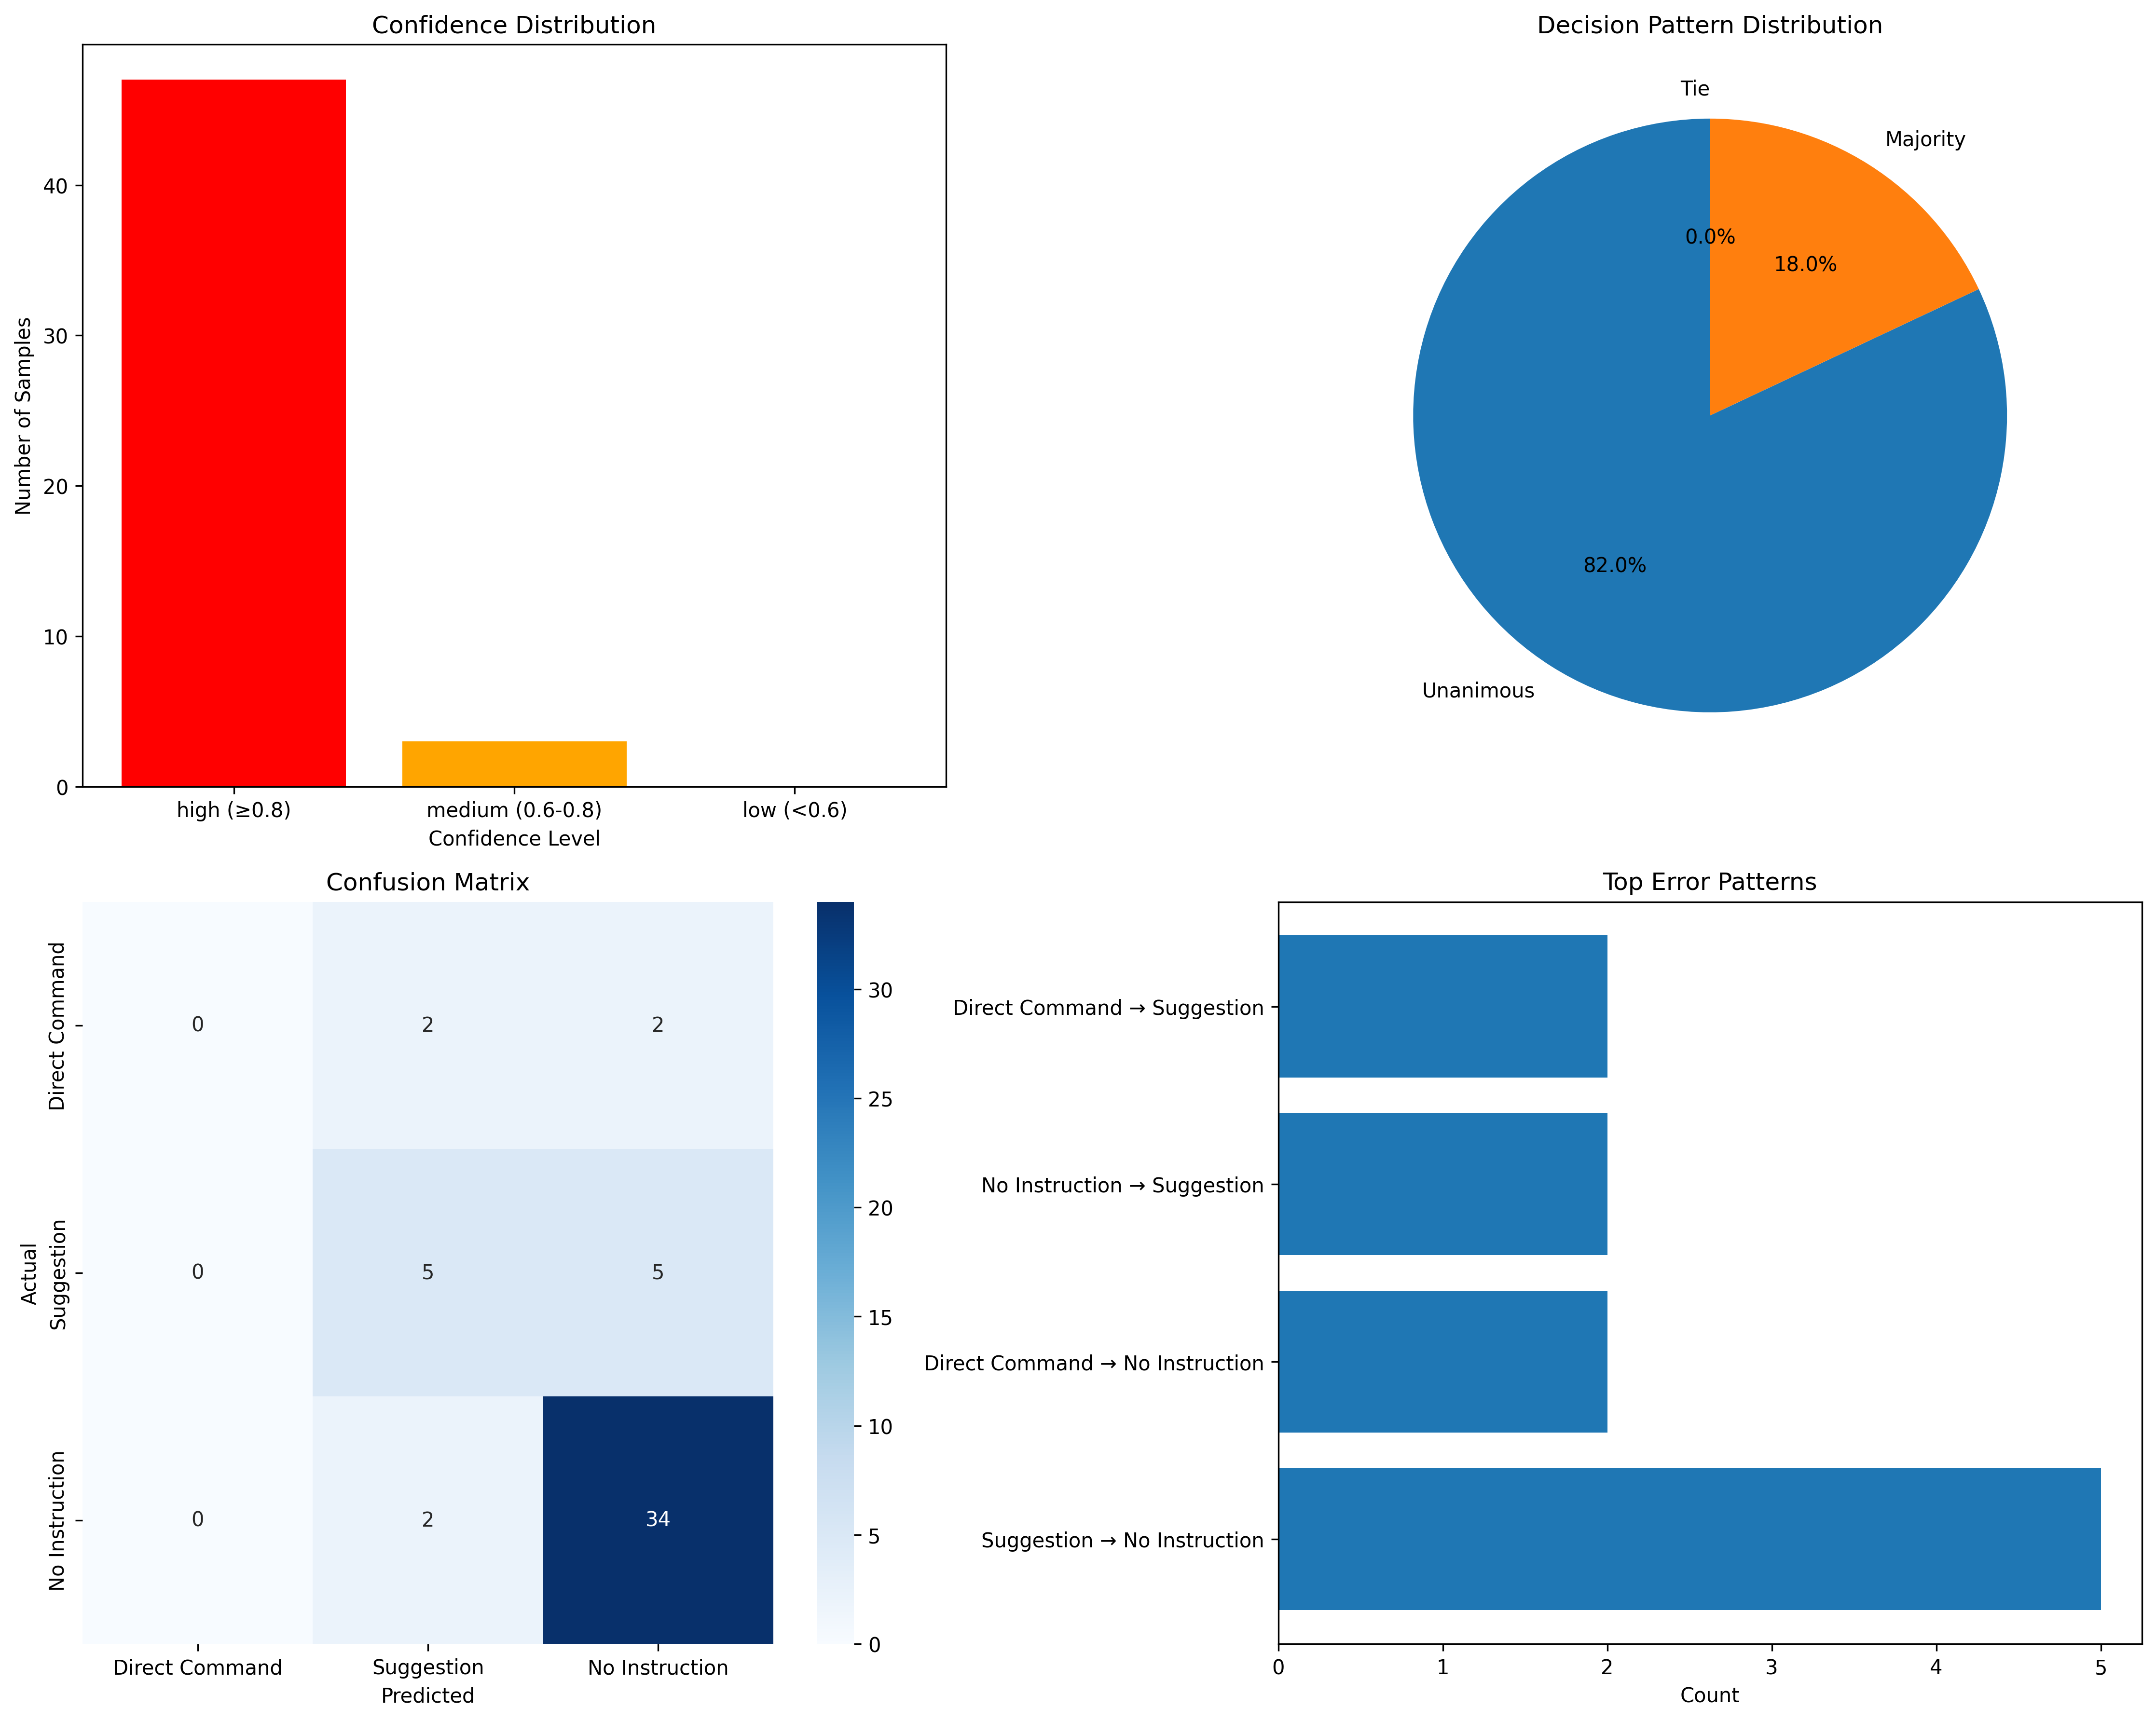 Confidence Distribution
Number of Samples
40
30
20
10
0
high (≥0.8)
medium (0.6-0.8)
low (<0.6)
Confidence Level
Decision Pattern Distribution
Tie
Majority
0.0%
18.0%
82.0%
Unanimous
Confusion Matrix
Actual
Direct Command
Suggestion
No Instruction
0 2 2
0 5 5
0 2 34
Direct Command
Suggestion
No Instruction
Predicted
30
25
20
15
10
5
0
Top Error Patterns
Direct Command → Suggestion
No Instruction → Suggestion
Direct Command → No Instruction
Suggestion → No Instruction
0 1 2 3 4 5
Count